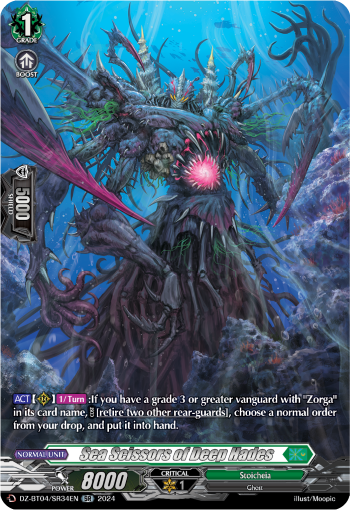 1
GRADE
BOOST
5000
SHIELD
ACT 1/Turn :If you have a grade 3 or greater vanguard with "Zorga"
in its card name, COST [retire two other rear-guards], choose a normal order
from your drop, and put it into hand.
NORMAL UNIT
Sea Scissors of Deep Hades
POWER 8000
CRITICAL
1
Stoicheia
Ghost
DZ-BT04/SR34EN SR 2024
illust/Moopic